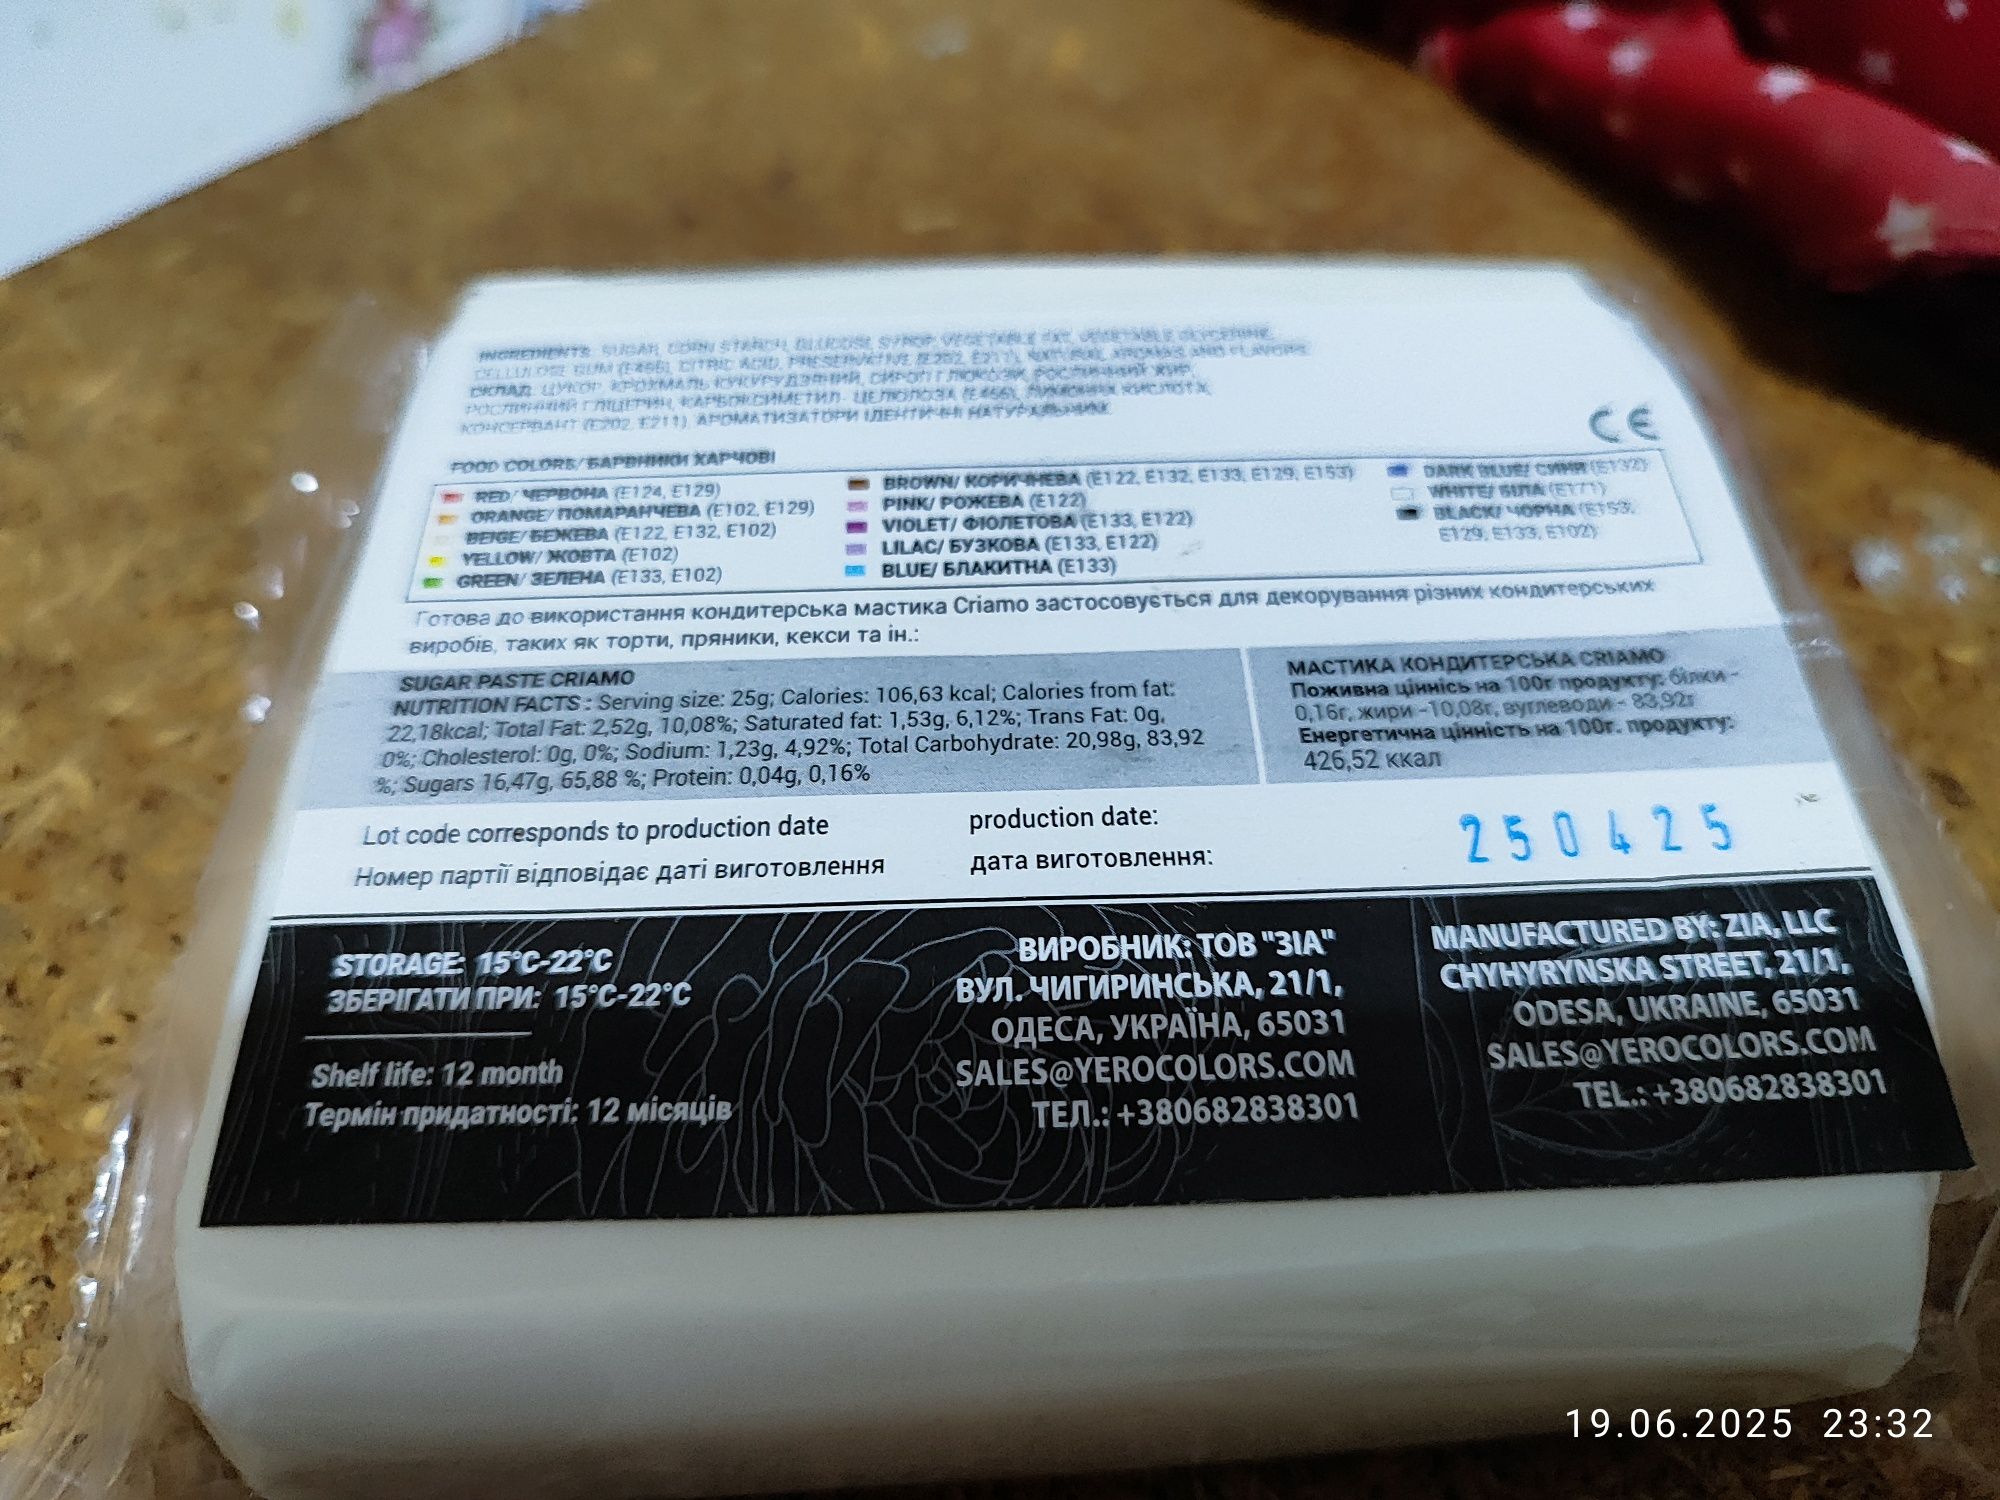 INGREDIENTS: SUGAR, CORN STARCH, GLUCOSE SYROP, VEGETABLE FAT, VEGETABLE GLYCERINE,
CELLULOSE GUM (E466), CITRIC ACID, PRESERVATIVE (E202, E211), NATURAL AROMAS AND FLAVORS
СКЛАД: ЦУКОР, КРОХМАЛЬ КУКУРУДЗЯНИЙ, СИРОП ГЛЮКОЗИ, РОСЛИННИЙ ЖИР,
РОСЛИННИЙ ГЛІЦЕРИН, КАРБОКСИМЕТИЛ- ЦЕЛЮЛОЗА (E466), ЛИМОННА КИСЛОТА,
КОНСЕРВАНТ (E202, E211), АРОМАТИЗАТОРИ ІДЕНТИЧНІ НАТУРАЛЬНИМ
CE
FOOD COLORS/ БАРВНИКИ ХАРЧОВІ
RED/ ЧЕРВОНА (E124, E129)
ORANGE/ ПОМАРАНЧЕВА (E102, E129)
BEIGE/ БЕЖЕВА (E122, E132, E102)
YELLOW/ ЖОВТА (E102)
GREEN/ ЗЕЛЕНА (E133, E102)
BROWN/ КОРИЧНЕВА (E122, E132, E133, E129, E153)
PINK/ РОЖЕВА (E122)
VIOLET/ ФІОЛЕТОВА (E133, E122)
LILAC/ БУЗКОВА (E133, E122)
BLUE/ БЛАКИТНА (E133)
DARK BLUE/ СИНЯ (E132)
WHITE/ БІЛА (E171)
BLACK/ ЧОРНА (E153,
E129, E133, E102)
Готова до використання кондитерська мастика Criamo застосовується для декорування різних кондитерських
виробів, таких як торти, пряники, кекси та ін.:
SUGAR PASTE CRIAMO
NUTRITION FACTS : Serving size: 25g; Calories: 106,63 kcal; Calories from fat:
22,18kcal; Total Fat: 2,52g, 10,08%; Saturated fat: 1,53g, 6,12%; Trans Fat: 0g,
0%; Cholesterol: 0g, 0%; Sodium: 1,23g, 4,92%; Total Carbohydrate: 20,98g, 83,92
%; Sugars 16,47g, 65,88 %; Protein: 0,04g, 0,16%
МАСТИКА КОНДИТЕРСЬКА CRIAMO
Поживна ціннісь на 100г продукту: білки -
0,16г, жири -10,08г, вуглеводи - 83,92г
Енергетична цінність на 100г. продукту:
426,52 ккал
Lot code corresponds to production date
Номер партії відповідає даті виготовлення
production date:
дата виготовлення:
250425
STORAGE: 15°C-22°C
ЗБЕРІГАТИ ПРИ: 15°C-22°C
Shelf life: 12 month
Термін придатності: 12 місяців
ВИРОБНИК: ТОВ "ЗІА"
ВУЛ. ЧИГИРИНСЬКА, 21/1,
ОДЕСА, УКРАЇНА, 65031
SALES@YEROCOLORS.COM
ТЕЛ.: +380682838301
MANUFACTURED BY: ZIA, LLC
CHYHYRYNSKA STREET, 21/1,
ODESA, UKRAINE, 65031
SALES@YEROCOLORS.COM
TEL.: +380682838301
19.06.2025 23:32